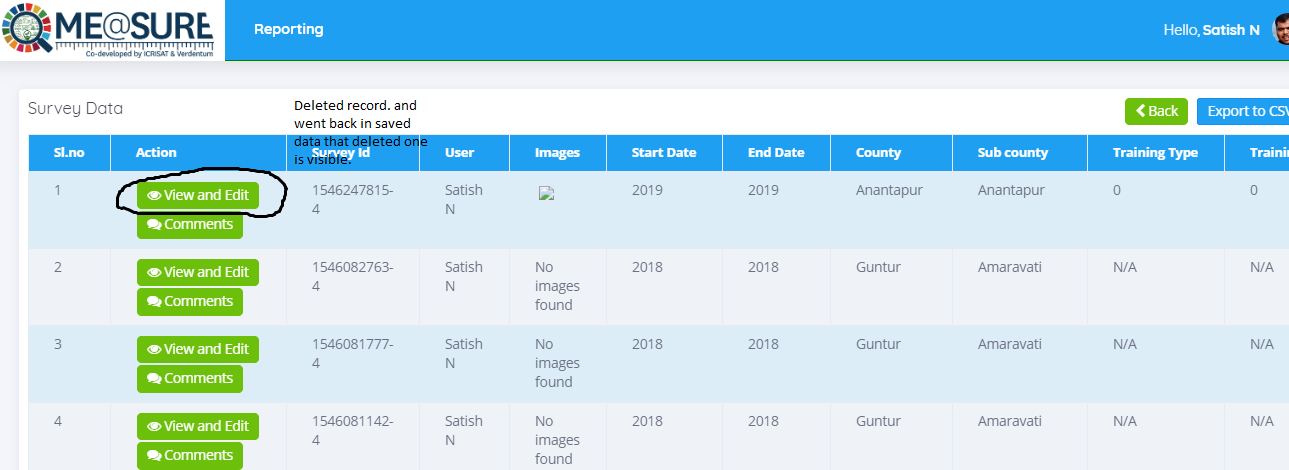 ME@SURE
Co-developed by ICRISAT & Verdentum
Reporting
Hello, Satish N
Survey Data
Deleted record. and
went back in saved
data that deleted one
is visible.
Back
Export to CSV
Sl.no Action Survey Id User Images Start Date End Date County Sub county Training Type
1 View and Edit 1546247815- Satish 2019 2019 Anantapur Anantapur 0 0
4 N
Comments
2 View and Edit 1546082763- Satish No 2018 2018 Guntur Amaravati N/A N/A
4 N images
Comments found
3 View and Edit 1546081777- Satish No 2018 2018 Guntur Amaravati N/A N/A
4 N images
Comments found
4 View and Edit 1546081142- Satish No 2018 2018 Guntur Amaravati N/A N/A
4 N images
Comments found